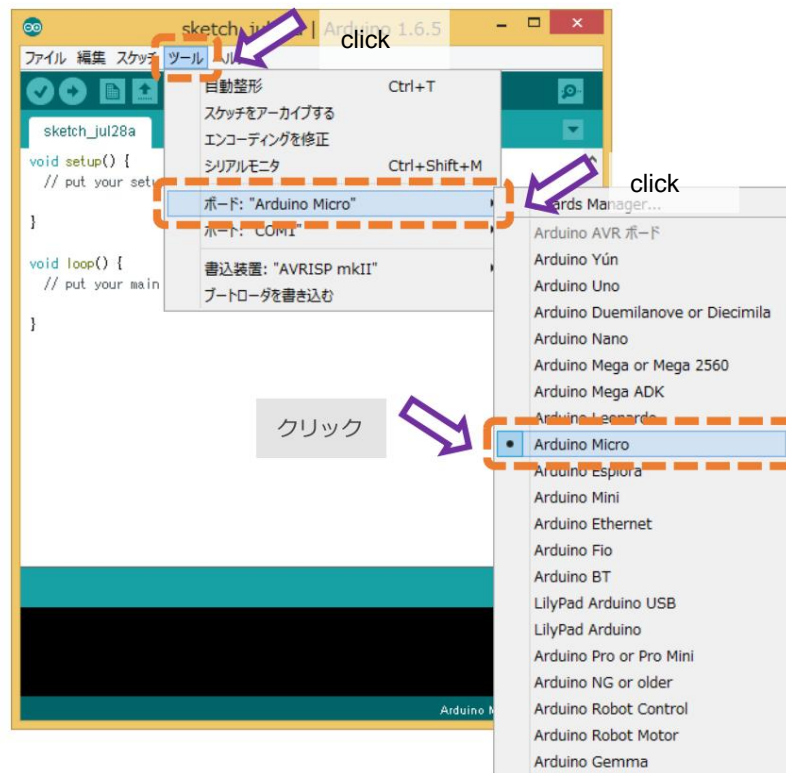 sketch_jul | Arduino 1.6.5
click
ファイル 編集 スケッチ ツール ヘル
自動整形 Ctrl+T
スケッチをアーカイブする
エンコーディングを修正
シリアルモニタ Ctrl+Shift+M
ボード: "Arduino Micro"
ポート: "COM1"
書込装置: "AVRISP mkII"
ブートローダを書き込む
sketch_jul28a
void setup() {
// put your setu
}
void loop() {
// put your main
}
click
ards Manager...
Arduino AVR ボード
Arduino Yún
Arduino Uno
Arduino Duemilanove or Diecimila
Arduino Nano
Arduino Mega or Mega 2560
Arduino Mega ADK
Arduino Leonardo
Arduino Micro
Arduino Esplora
Arduino Mini
Arduino Ethernet
Arduino Fio
Arduino BT
LilyPad Arduino USB
LilyPad Arduino
Arduino Pro or Pro Mini
Arduino NG or older
Arduino Robot Control
Arduino Robot Motor
Arduino Gemma
クリック
Arduino M